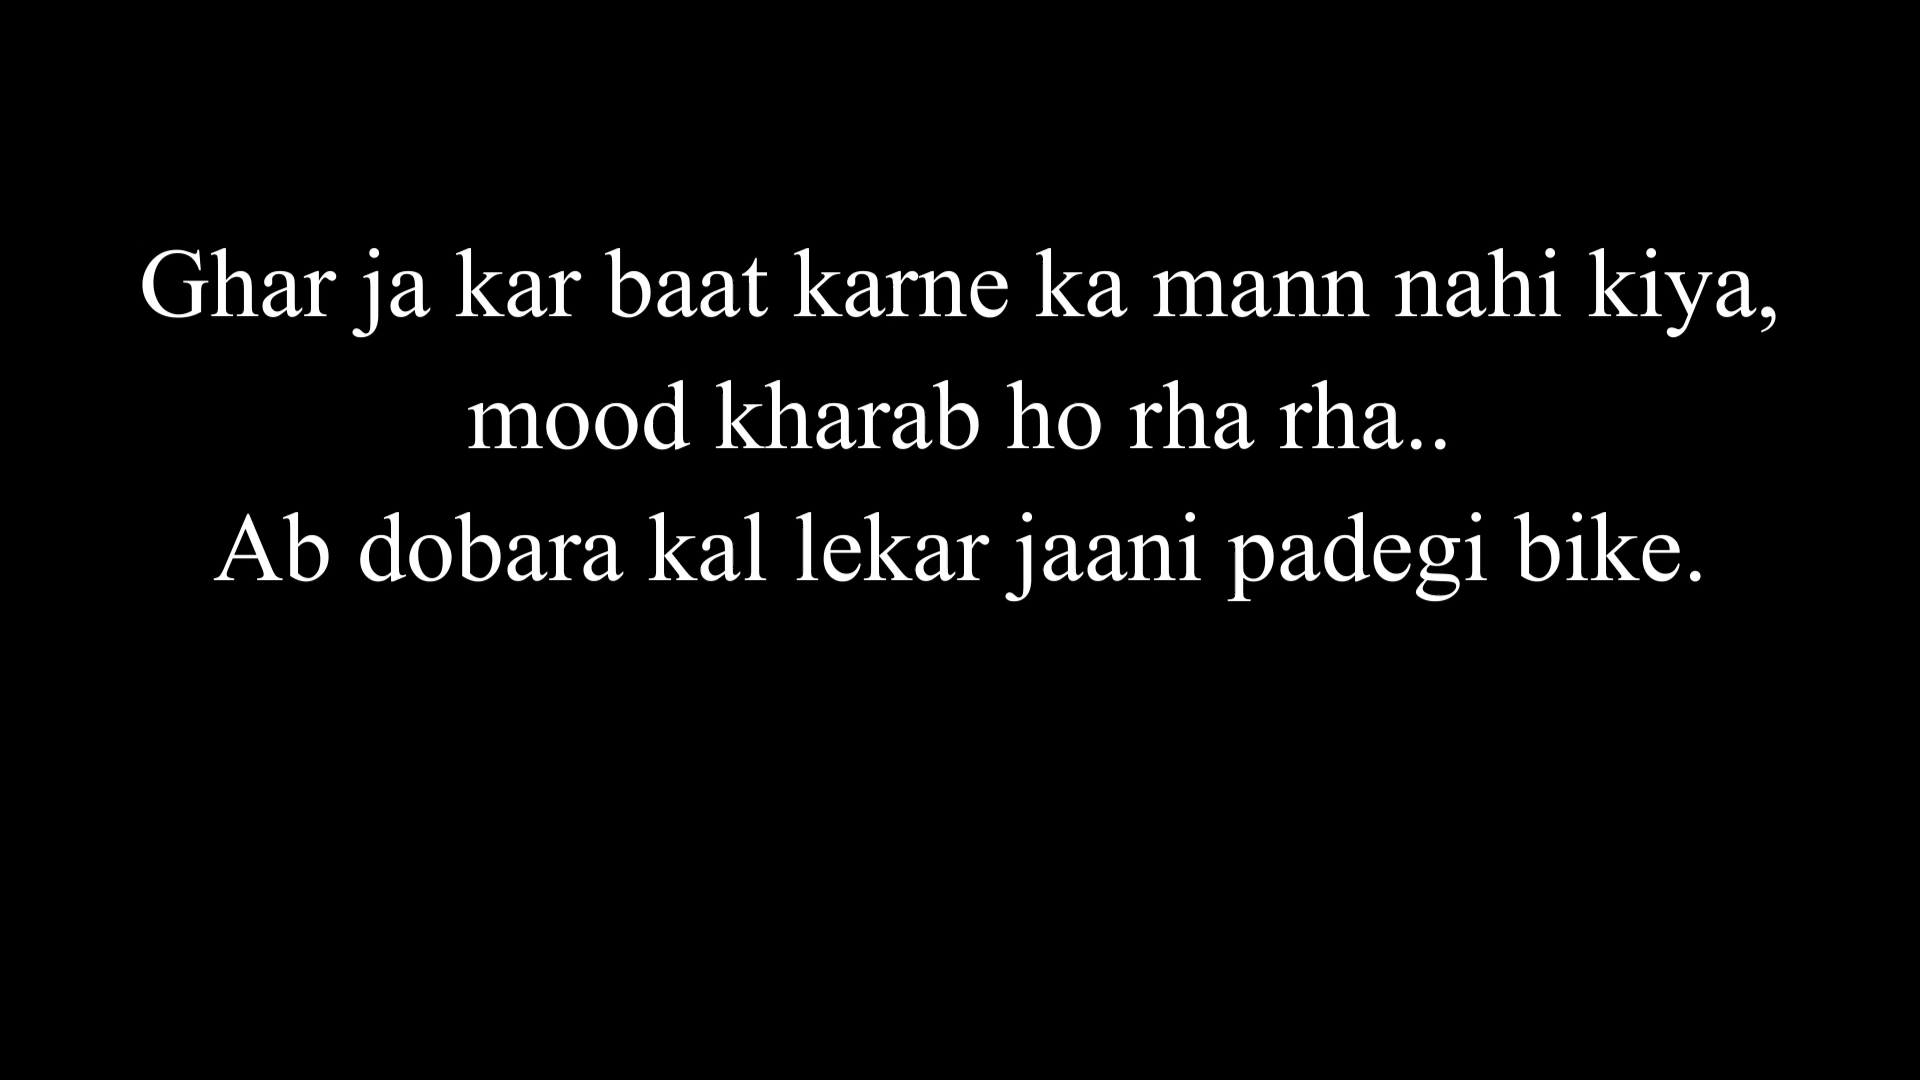 Ghar ja kar baat karne ka mann nahi kiya,
mood kharab ho rha rha..
Ab dobara kal lekar jaani padegi bike.